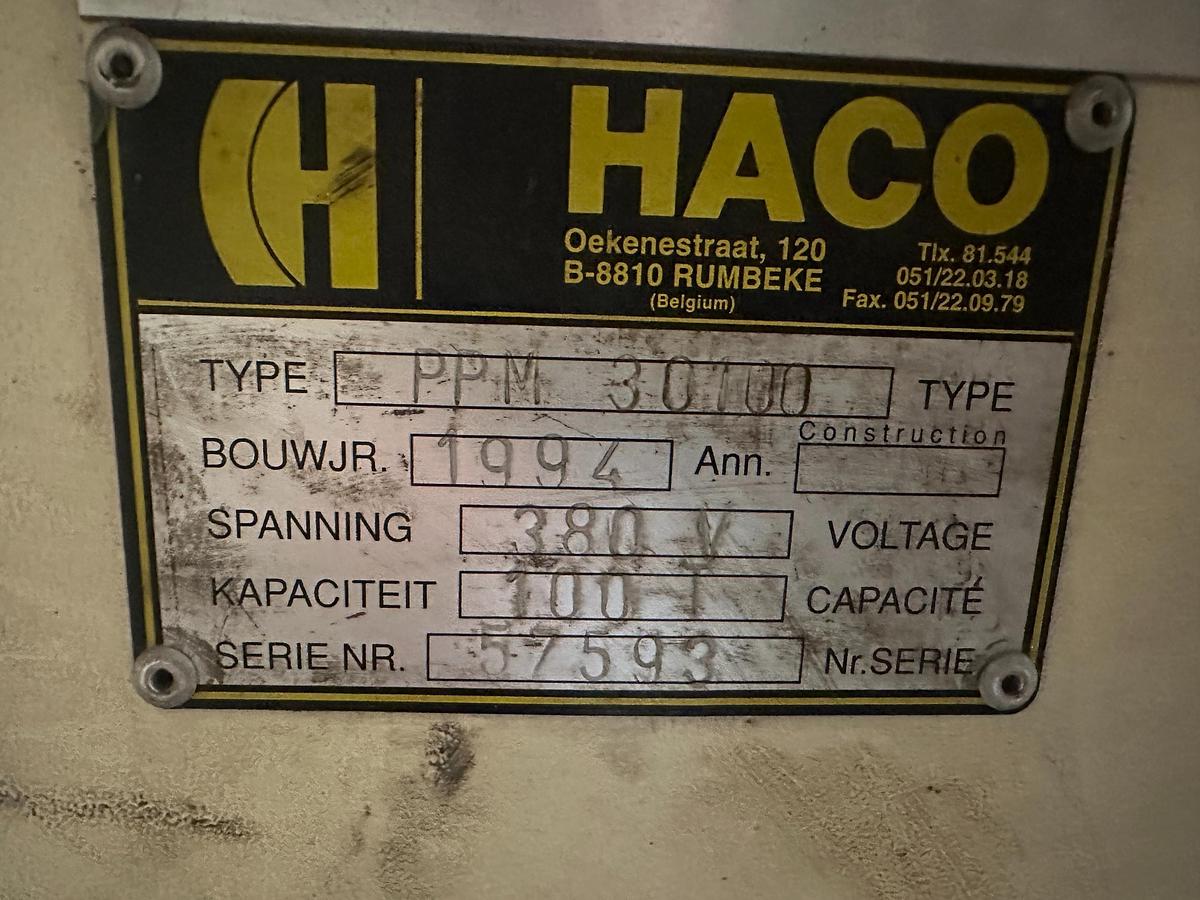 HACO
Oekenestraat, 120
B-8810 RUMBEKE
(Belgium)
Tlx. 81.544
051/22.03.18
Fax. 051/22.09.79
TYPE PPM 30100 TYPE
Construction
BOUWJR. 1994 Ann.
SPANNING 380 V VOLTAGE
KAPACITEIT 100 T CAPACITÉ
SERIE NR. 57593 Nr.SERIE